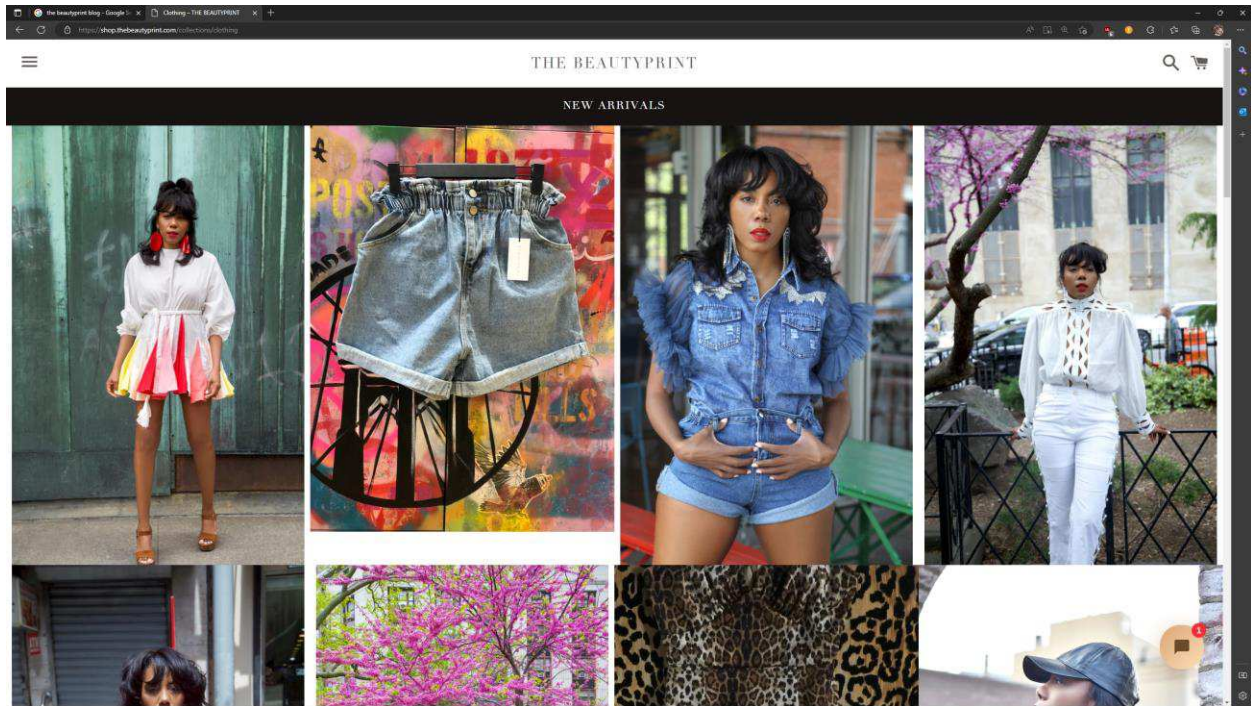 the beautyprint blog - Google S
Clothing – THE BEAUTYPRINT
https://shop.thebeautyprint.com/collections/clothing
THE BEAUTYPRINT
NEW ARRIVALS
1